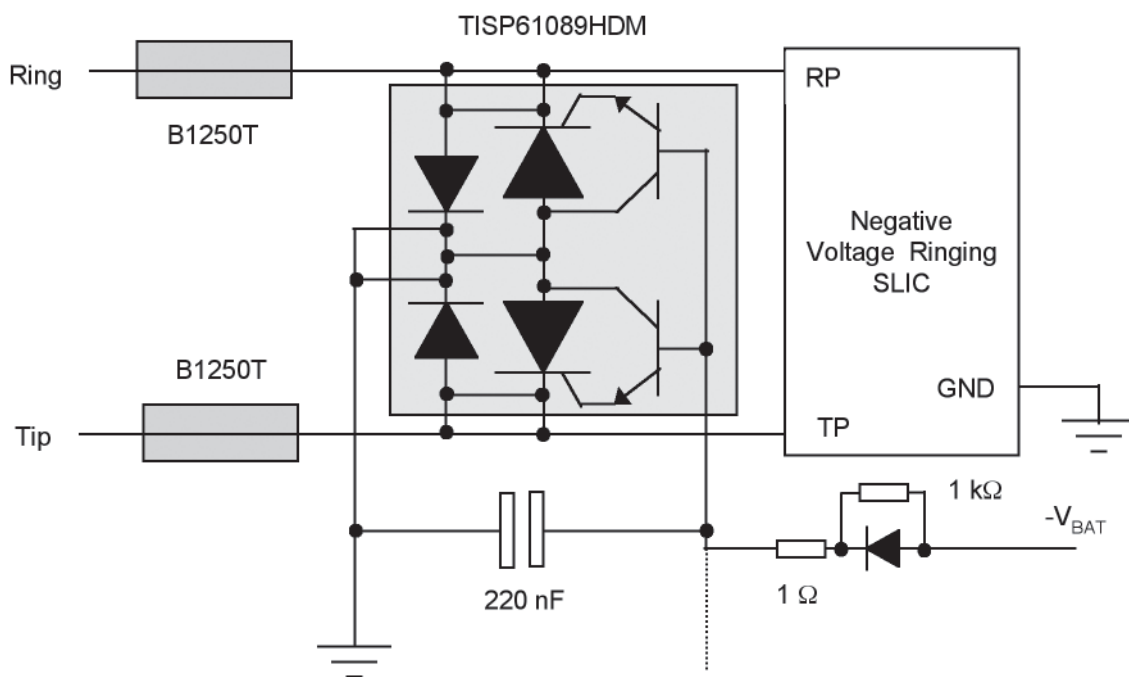 TISP61089HDM
Ring
RP
B1250T
Negative
Voltage Ringing
SLIC
B1250T
GND
Tip
TP
1 kΩ
-VBAT
220 nF
1 Ω